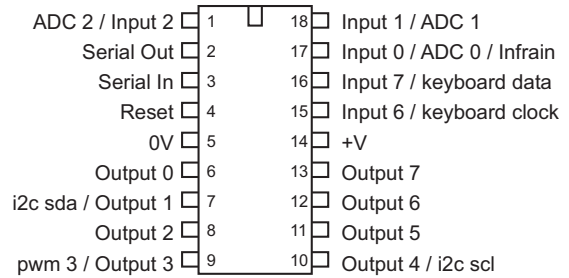 ADC 2 / Input 2 1 18 Input 1 / ADC 1
Serial Out 2 17 Input 0 / ADC 0 / Infrain
Serial In 3 16 Input 7 / keyboard data
Reset 4 15 Input 6 / keyboard clock
0V 5 14 +V
Output 0 6 13 Output 7
i2c sda / Output 1 7 12 Output 6
Output 2 8 11 Output 5
pwm 3 / Output 3 9 10 Output 4 / i2c scl